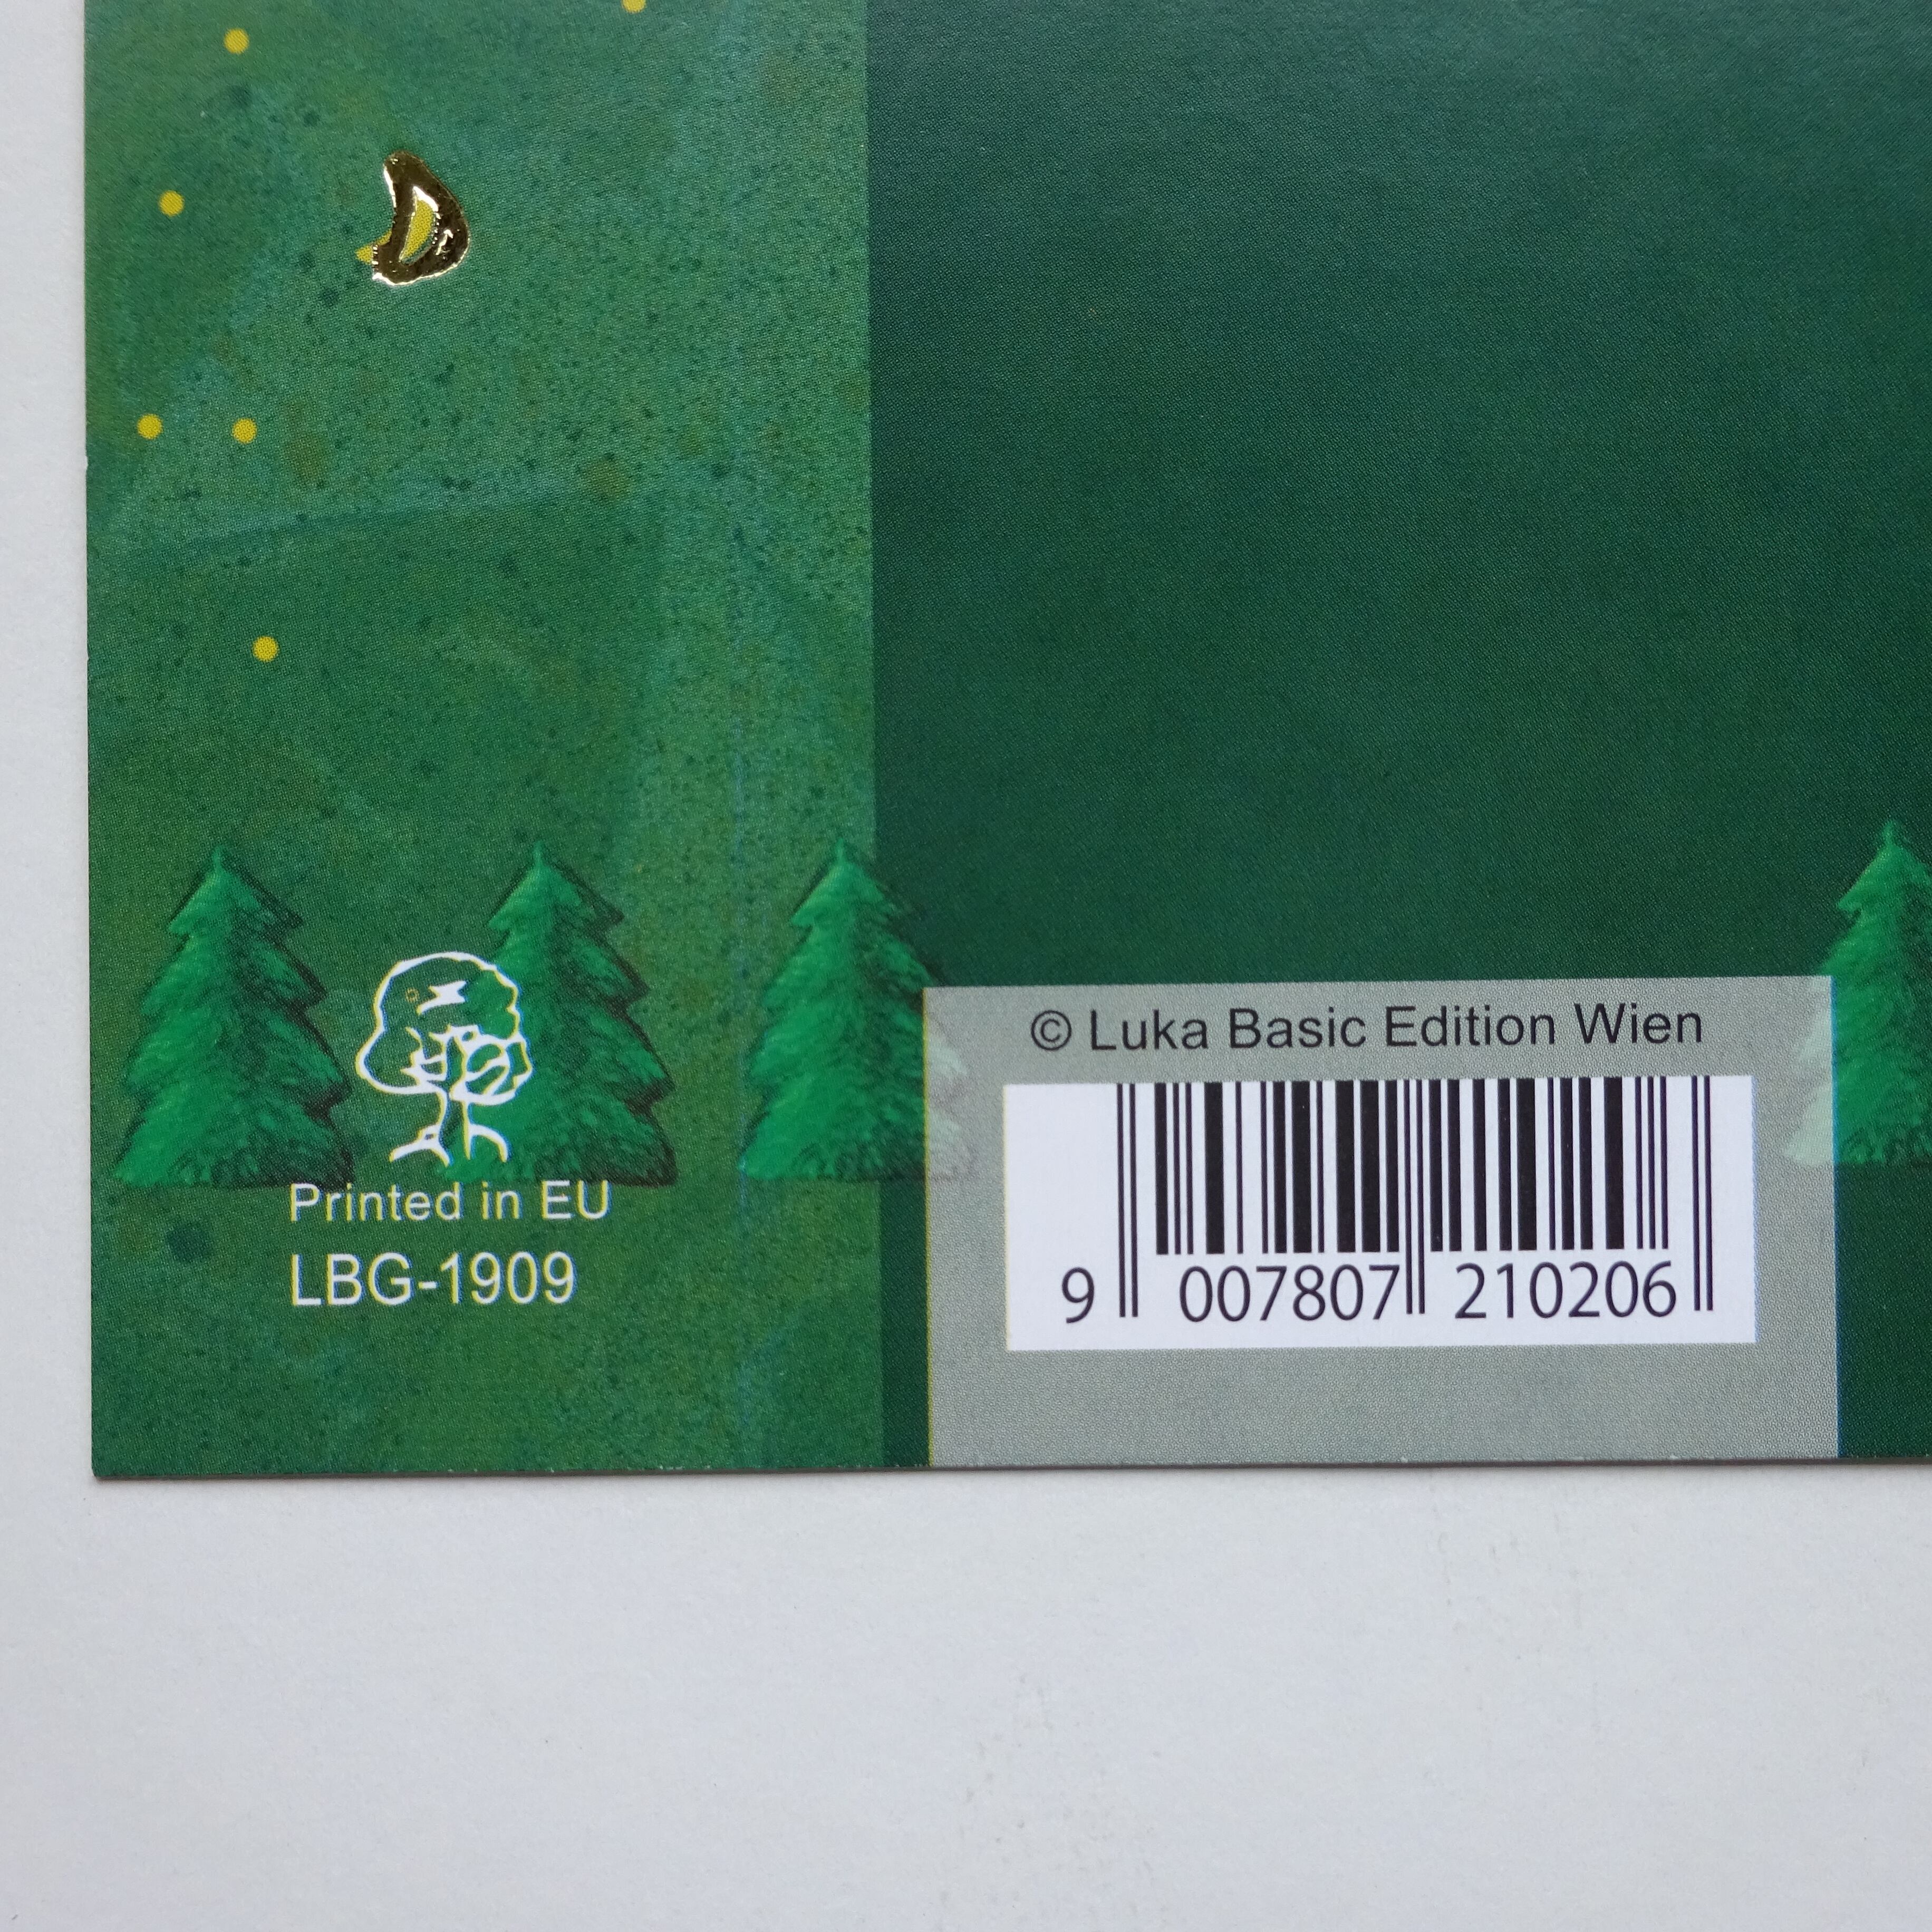 Printed in EU
LBG-1909
© Luka Basic Edition Wien
9 007807 210206